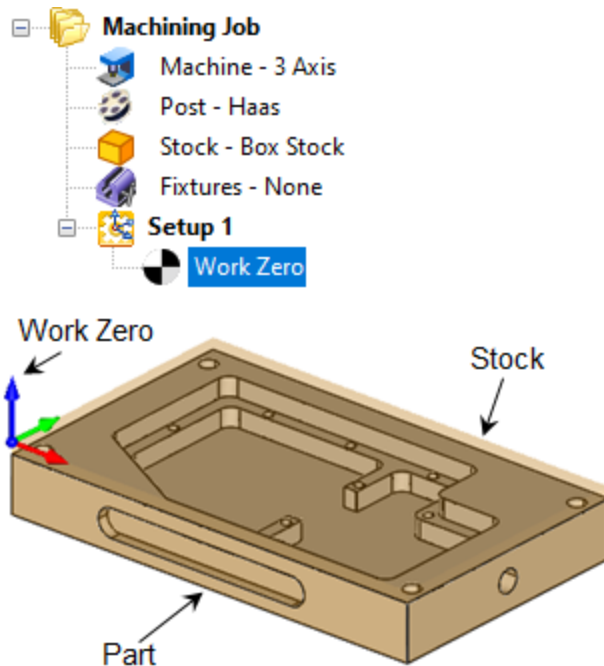 Machining Job
Machine - 3 Axis
Post - Haas
Stock - Box Stock
Fixtures - None
Setup 1
Work Zero
Work Zero
Stock
Part